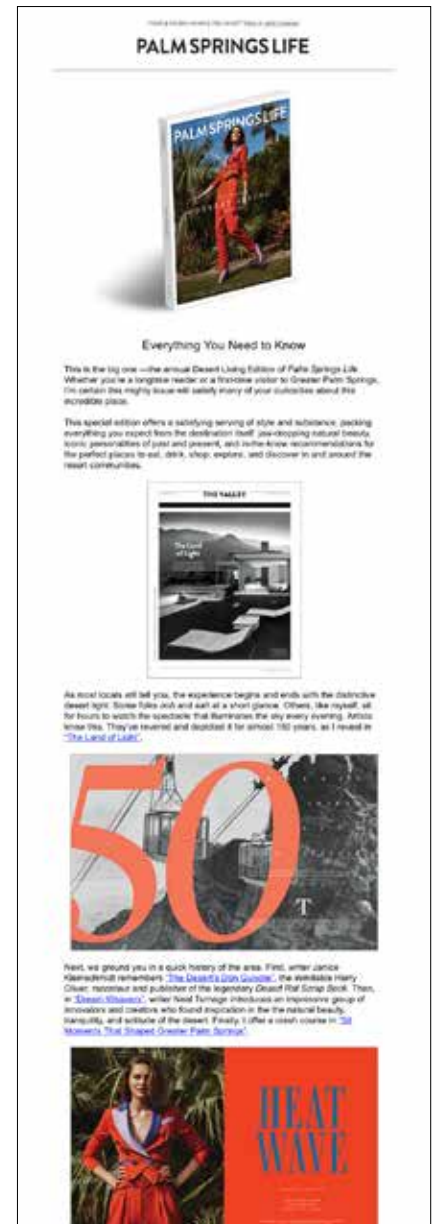 PALM SPRINGS LIFE
PALM SPRINGS LIFE
Everything You Need to Know
This is the big one —the annual Desert Living Edition of Palm Springs Life.
Whether you're a longtime reader or a first-time visitor to Greater Palm Springs,
I'm certain this mighty issue will satisfy many of your curiosities about this
incredible place.
This special edition offers a satisfying serving of style and substance, packing
everything you expect from the destination itself: jaw-dropping natural beauty,
iconic personalities of past and present, and in-the-know recommendations for
the perfect places to eat, drink, shop, explore, and discover in and around the
resort communities.
THE VALLEY
The Land
of Light
As most locals will tell you, the experience begins and ends with the distinctive
desert light. Some folks ooh and aah at a short glance. Others, like myself, sit
for hours to watch the spectacle that illuminates the sky every evening. Artists
know this. They've revered and depicted it for almost 150 years, as I reveal in
"The Land of Light".
50
T
Next, we ground you in a quick history of the area. First, writer Janice
Kleinschmidt remembers "The Desert's Don Quixote", the inimitable Harry
Oliver, raconteur and publisher of the legendary Desert Rat Scrap Book. Then,
in "Dream Weavers", writer Neal Turnage introduces an impressive group of
innovators and creators who found inspiration in the the natural beauty,
tranquility, and solitude of the desert. Finally, I offer a crash course in "50
Moments That Shaped Greater Palm Springs".
HEAT
WAVE